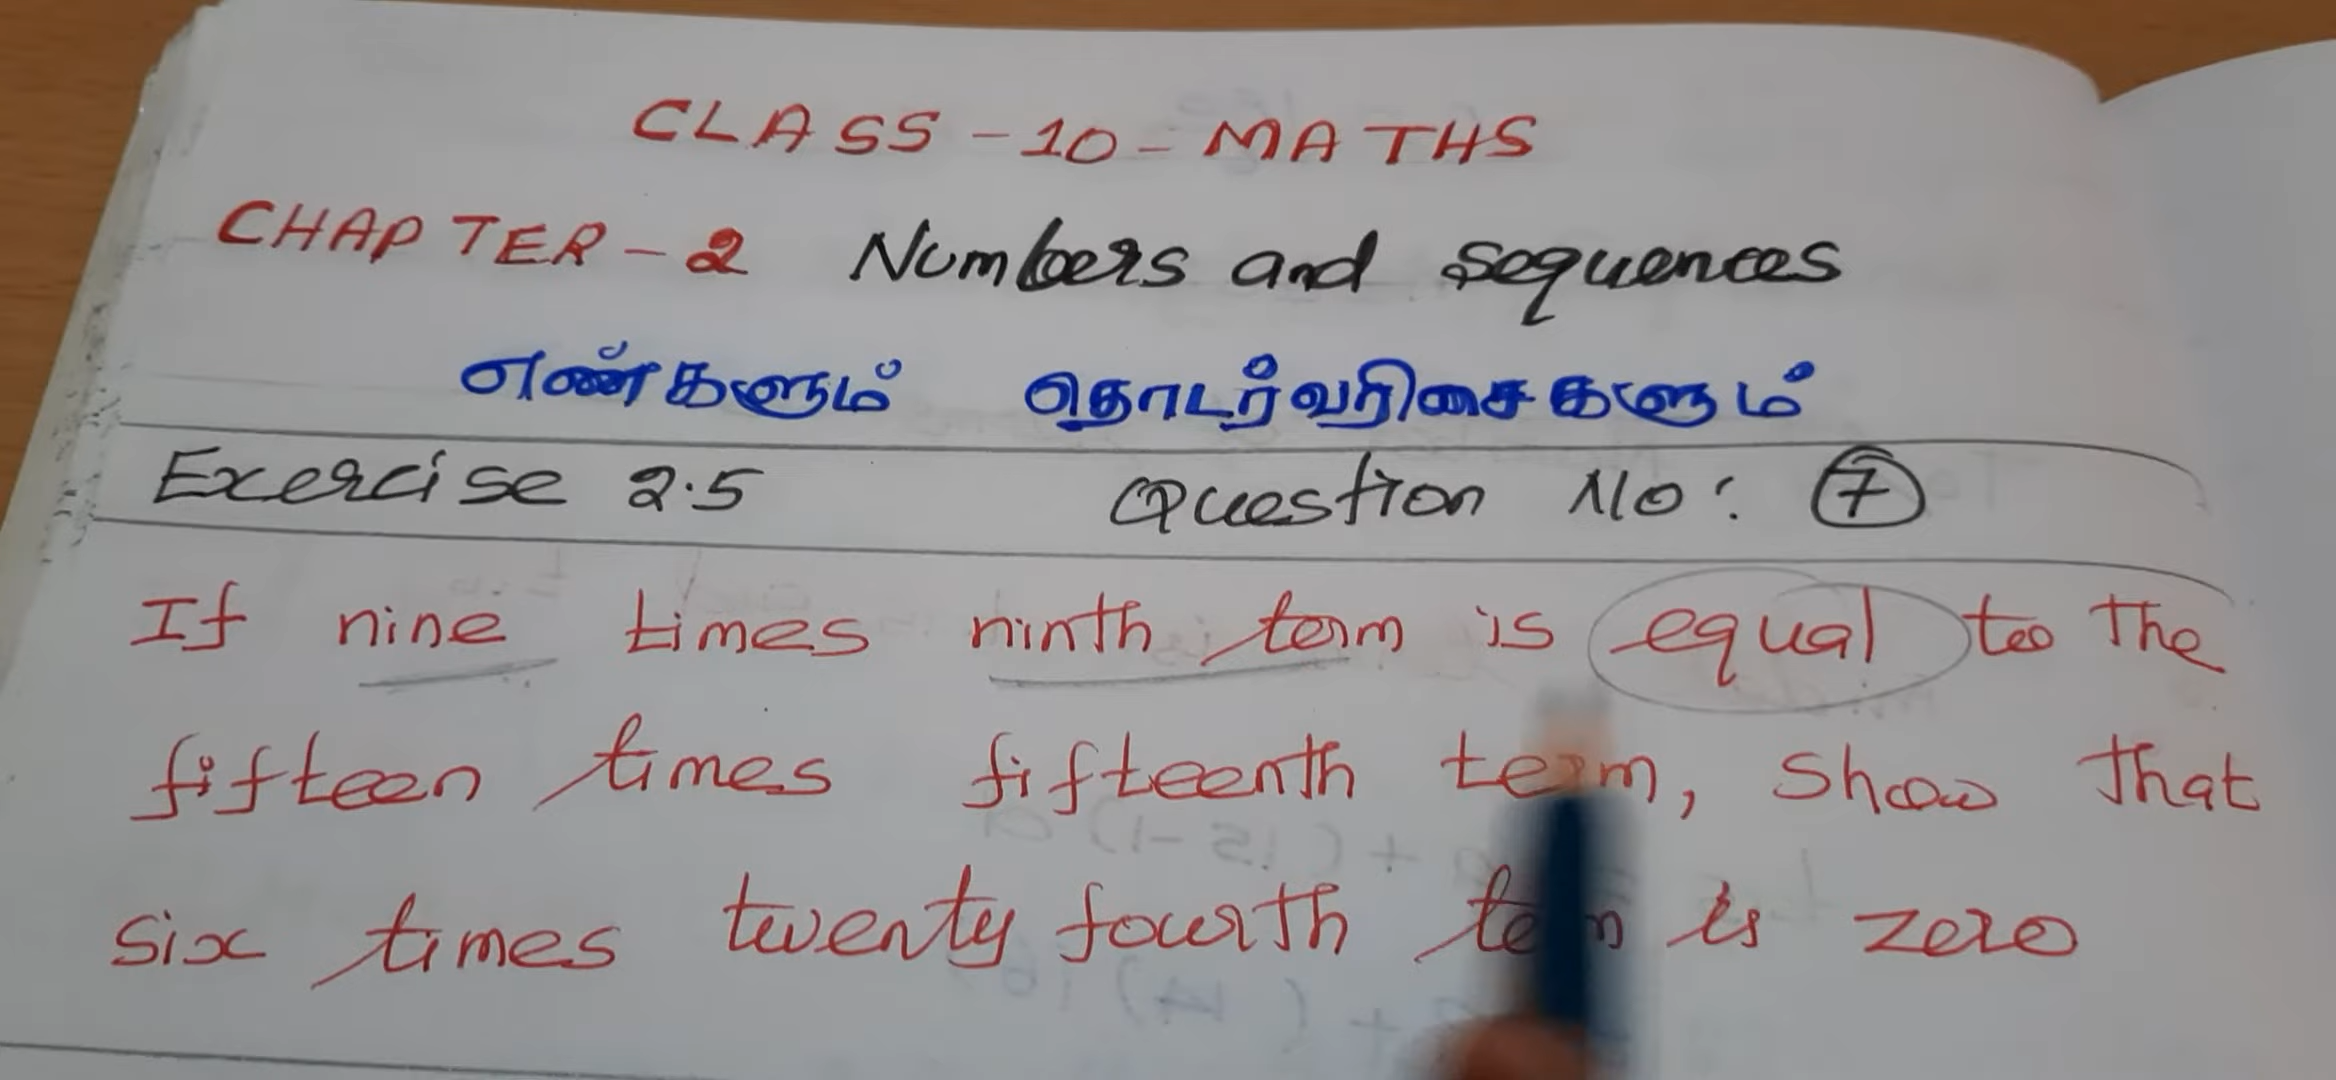 CLASS - 10 - MATHS
CHAPTER - 2 Numbers and sequences
எண்களும் தொடர்வரிசைகளும்
Exercise 2.5 Question No: 7
If nine times ninth term is equal to the
fifteen times fifteenth term, show that
six times twenty fourth term is zero